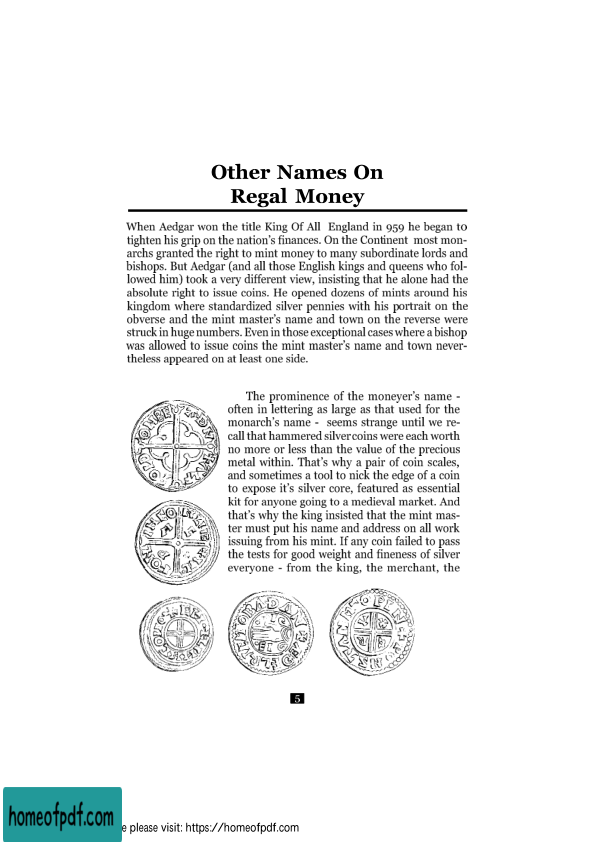 Other Names On
Regal Money
When Aedgar won the title King Of All England in 959 he began to
tighten his grip on the nation's finances. On the Continent most mon-
archs granted the right to mint money to many subordinate lords and
bishops. But Aedgar (and all those English kings and queens who fol-
lowed him) took a very different view, insisting that he alone had the
absolute right to issue coins. He opened dozens of mints around his
kingdom where standardized silver pennies with his portrait on the
obverse and the mint master's name and town on the reverse were
struck in huge numbers. Even in those exceptional cases where a bishop
was allowed to issue coins the mint master's name and town never-
theless appeared on at least one side.
The prominence of the moneyer's name -
often in lettering as large as that used for the
monarch's name - seems strange until we re-
call that hammered silver coins were each worth
no more or less than the value of the precious
metal within. That's why a pair of coin scales,
and sometimes a tool to nick the edge of a coin
to expose it's silver core, featured as essential
kit for anyone going to a medieval market. And
that's why the king insisted that the mint mas-
ter must put his name and address on all work
issuing from his mint. If any coin failed to pass
the tests for good weight and fineness of silver
everyone - from the king, the merchant, the
5
homeofpdf.com
e please visit: https://homeofpdf.com